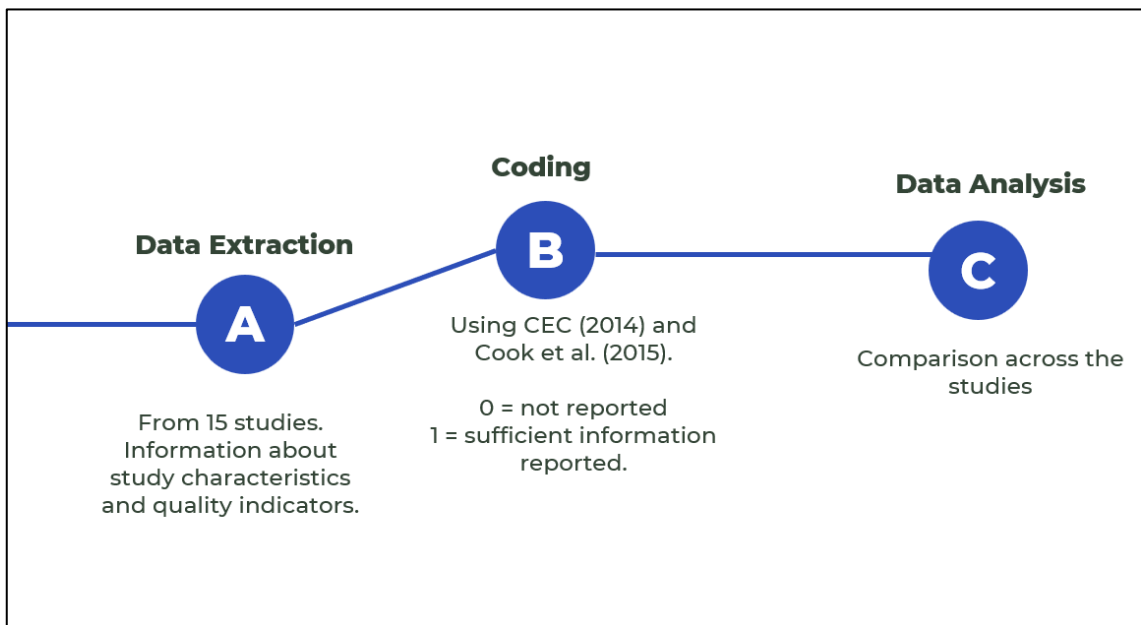 Data Extraction
A
From 15 studies.
Information about
study characteristics
and quality indicators.
Coding
B
Using CEC (2014) and
Cook et al. (2015).
0 = not reported
1 = sufficient information
reported.
Data Analysis
C
Comparison across the
studies